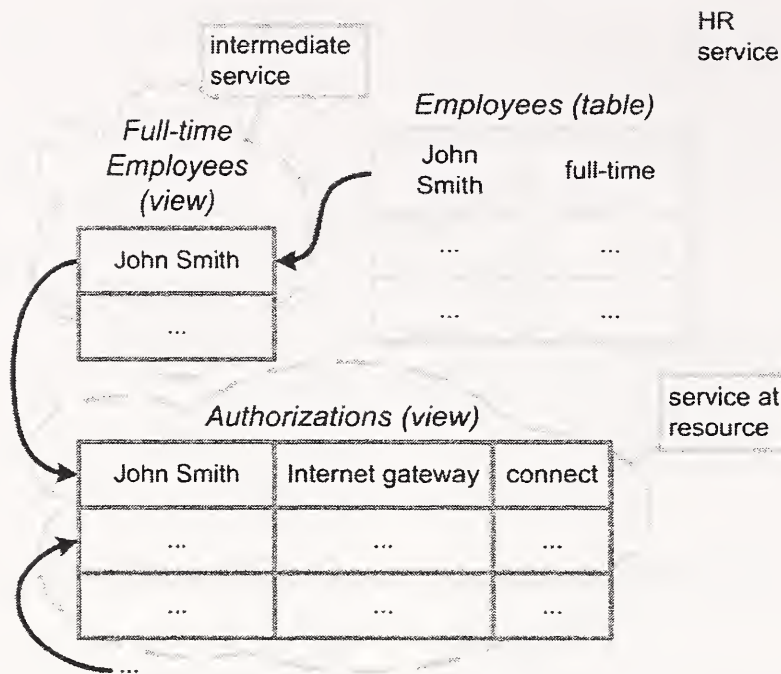 HR
service
intermediate
service
Employees (table)
Full-time
Employees
(view)
John
Smith
full-time
John Smith
...
...
...
...
...
service at
resource
Authorizations (view)
John Smith
Internet gateway
connect
...
...
...
...
...
...
...